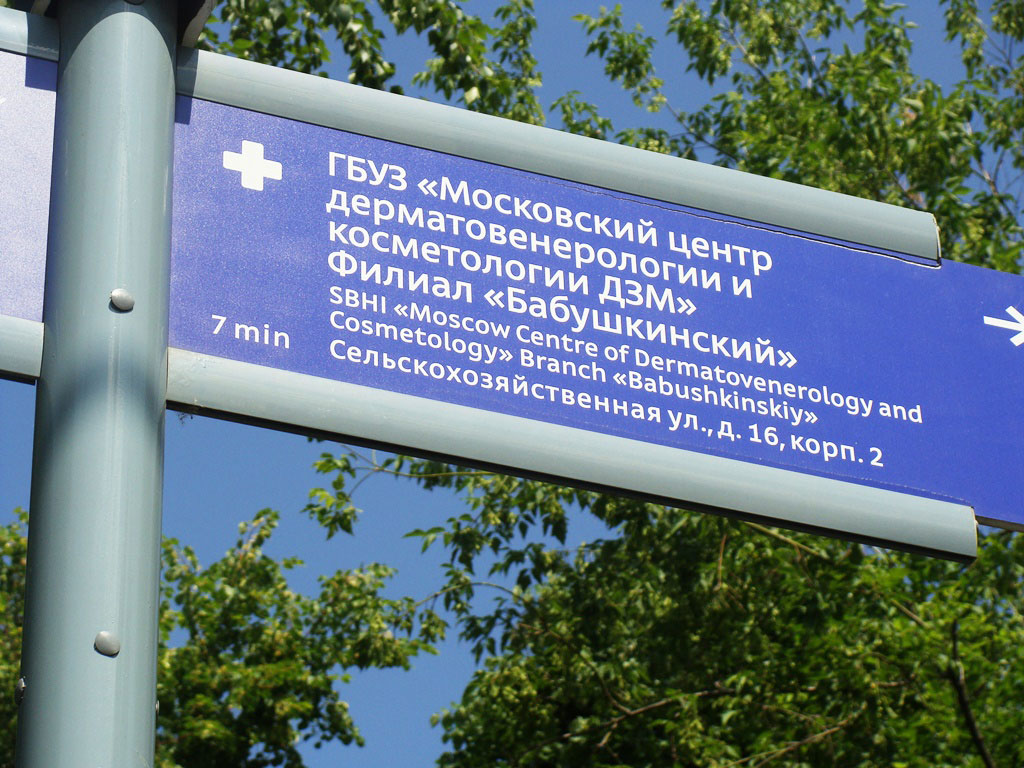 ГБУЗ «Московский центр
дерматовенерологии и
косметологии ДЗМ»
Филиал «Бабушкинский»
SBHI «Moscow Centre of Dermatovenerology and
Cosmetology» Branch «Babushkinskiy»
Сельскохозяйственная ул., д. 16, корп. 2
7 min